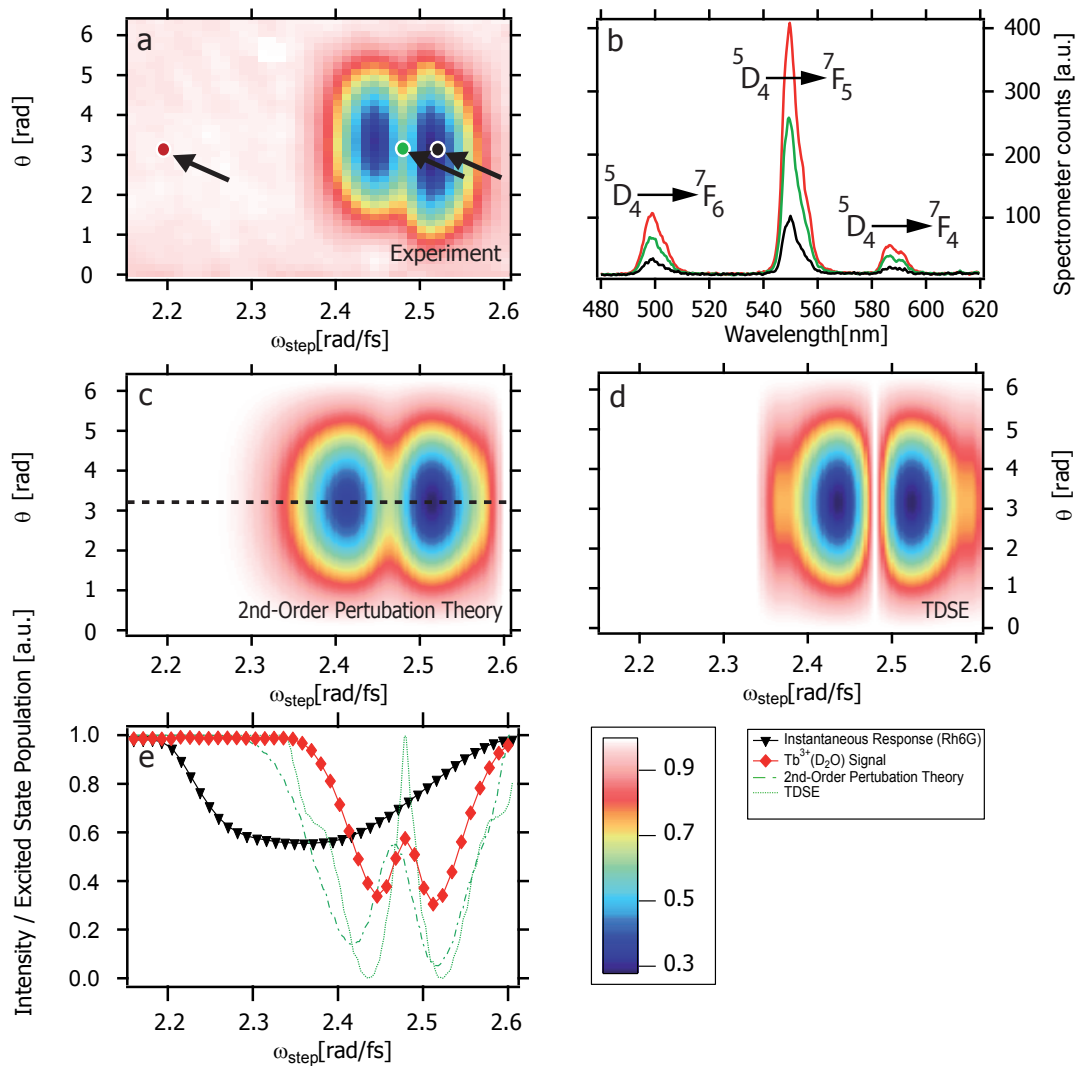 a
6
5
4
3
2
1
0
θ [rad]
Experiment
2.2 2.3 2.4 2.5 2.6
ωstep[rad/fs]
b
5D4 → 7F5
5D4 → 7F6
5D4 → 7F4
400
300
200
100
Spectrometer counts [a.u.]
480 500 520 540 560 580 600 620
Wavelength[nm]
c
6
5
4
3
2
1
0
θ [rad]
2nd-Order Pertubation Theory
2.2 2.3 2.4 2.5 2.6
ωstep[rad/fs]
d
6
5
4
3
2
1
0
θ [rad]
TDSE
2.2 2.3 2.4 2.5 2.6
ωstep[rad/fs]
e
Intensity / Excited State Population [a.u.]
1.0
0.8
0.6
0.4
0.2
0.0
2.2 2.3 2.4 2.5 2.6
ωstep[rad/fs]
0.9
0.7
0.5
0.3
Instantaneous Response (Rh6G)
Tb3+(D2O) Signal
2nd-Order Pertubation Theory
TDSE